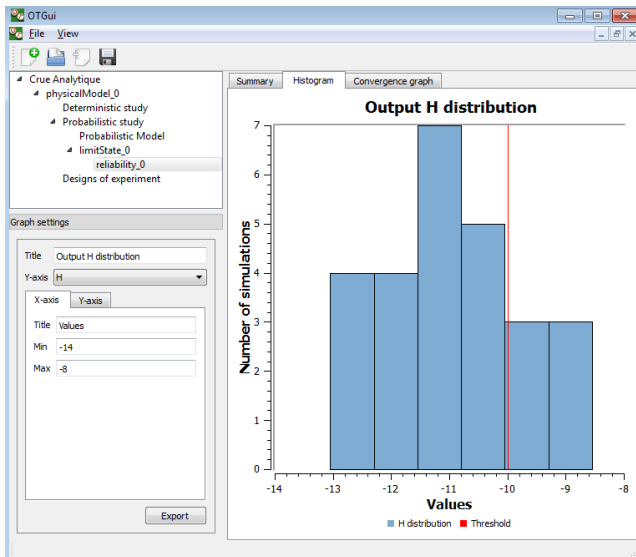 OTGui
File View
Crue Analytique
physicalModel_0
Deterministic study
Probabilistic study
Probabilistic Model
limitState_0
reliability_0
Designs of experiment
Graph settings
Title Output H distribution
Y-axis H
X-axis Y-axis
Title Values
Min -14
Max -8
Export
Summary Histogram Convergence graph
Output H distribution
Number of simulations
7
6
5
4
3
2
1
0
-14 -13 -12 -11 -10 -9 -8
Values
H distribution Threshold